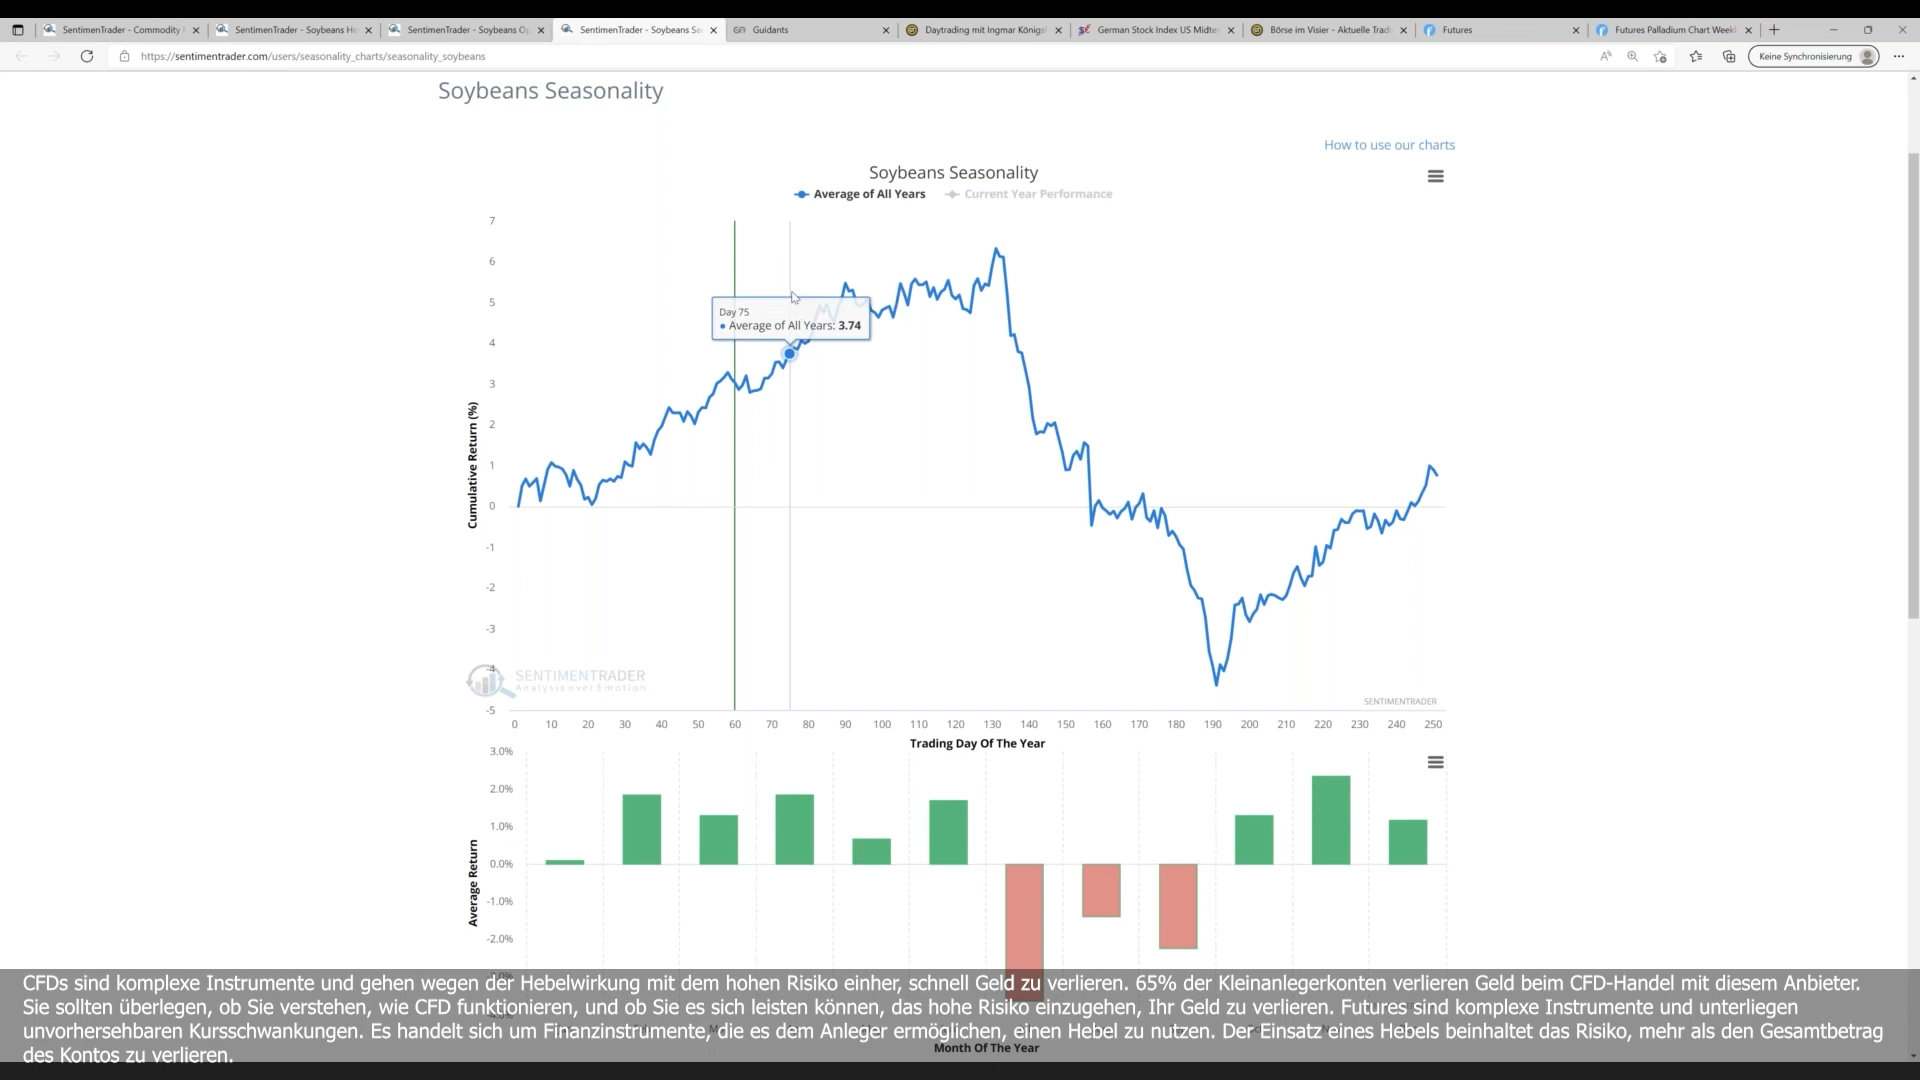 SentimenTrader - Commodity
SentimenTrader - Soybeans He
SentimenTrader - Soybeans Op
SentimenTrader - Soybeans Se
Guidants
Daytrading mit Ingmar Königs
German Stock Index US Midte
Börse im Visier - Aktuelle Trad
Futures
Futures Palladium Chart Week
https://sentimentrader.com/users/seasonality_charts/seasonality_soybeans
Keine Synchronisierung
Soybeans Seasonality
How to use our charts
Soybeans Seasonality
Average of All Years
Current Year Performance
7
6
5
4
3
2
1
0
-1
-2
-3
-4
-5
Cumulative Return (%)
Day 75
Average of All Years: 3.74
SENTIMENTRADER
Analysis over Emotion
SENTIMENTRADER
0 10 20 30 40 50 60 70 80 90 100 110 120 130 140 150 160 170 180 190 200 210 220 230 240 250
Trading Day Of The Year
3.0%
2.0%
1.0%
0.0%
-1.0%
-2.0%
Average Return
CFDs sind komplexe Instrumente und gehen wegen der Hebelwirkung mit dem hohen Risiko einher, schnell Geld zu verlieren. 65% der Kleinanlegerkonten verlieren Geld beim CFD-Handel mit diesem Anbieter.
Sie sollten überlegen, ob Sie verstehen, wie CFD funktionieren, und ob Sie es sich leisten können, das hohe Risiko einzugehen, Ihr Geld zu verlieren. Futures sind komplexe Instrumente und unterliegen
unvorhersehbaren Kursschwankungen. Es handelt sich um Finanzinstrumente, die es dem Anleger ermöglichen, einen Hebel zu nutzen. Der Einsatz eines Hebels beinhaltet das Risiko, mehr als den Gesamtbetrag
des Kontos zu verlieren.
Month Of The Year